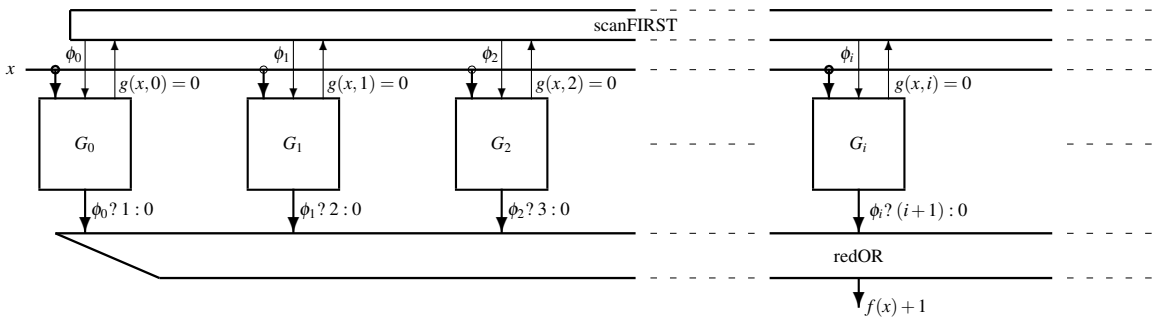 scanFIRST
ϕ₀ ϕ₁ ϕ₂ ϕᵢ
x g(x,0) = 0 g(x,1) = 0 g(x,2) = 0 g(x,i) = 0
G₀ G₁ G₂ Gᵢ
ϕ₀? 1 : 0 ϕ₁? 2 : 0 ϕ₂? 3 : 0 ϕᵢ? (i+1) : 0
redOR
f(x) + 1